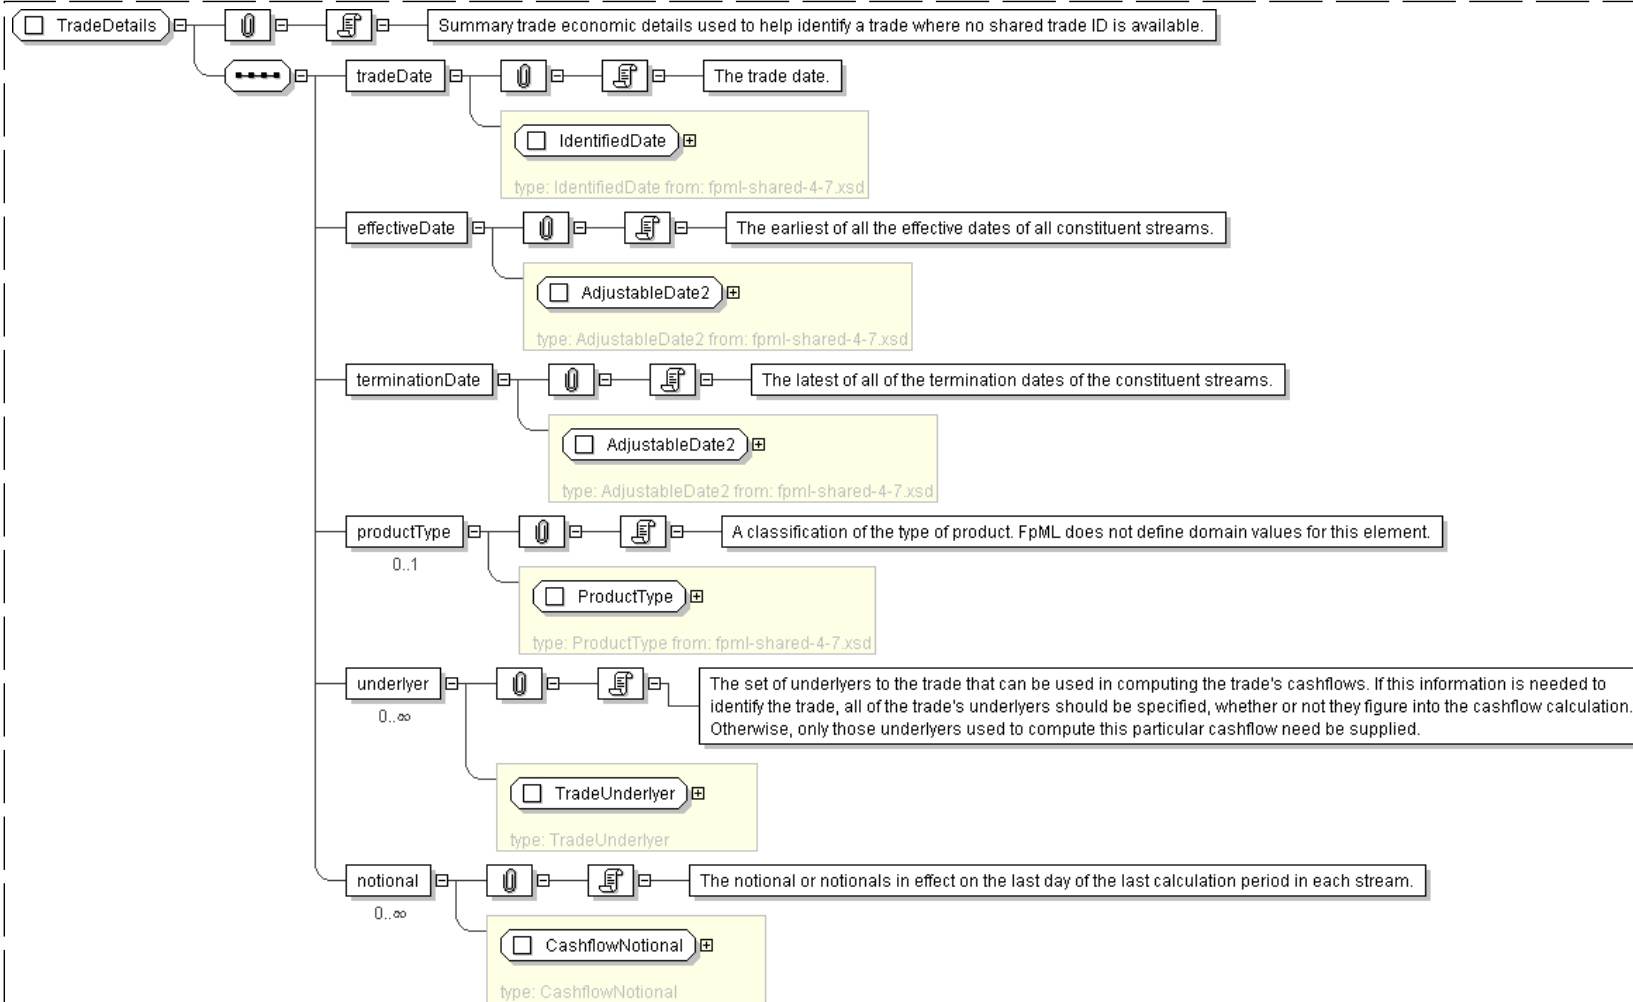 TradeDetails
Summary trade economic details used to help identify a trade where no shared trade ID is available.
tradeDate
The trade date.
IdentifiedDate
type: IdentifiedDate from: fpml-shared-4-7.xsd
effectiveDate
The earliest of all the effective dates of all constituent streams.
AdjustableDate2
type: AdjustableDate2 from: fpml-shared-4-7.xsd
terminationDate
The latest of all of the termination dates of the constituent streams.
AdjustableDate2
type: AdjustableDate2 from: fpml-shared-4-7.xsd
productType
A classification of the type of product. FpML does not define domain values for this element.
0..1
ProductType
type: ProductType from: fpml-shared-4-7.xsd
underlyer
The set of underlyers to the trade that can be used in computing the trade's cashflows. If this information is needed to
identify the trade, all of the trade's underlyers should be specified, whether or not they figure into the cashflow calculation.
Otherwise, only those underlyers used to compute this particular cashflow need be supplied.
0..∞
TradeUnderlyer
type: TradeUnderlyer
notional
The notional or notionals in effect on the last day of the last calculation period in each stream.
0..∞
CashflowNotional
type: CashflowNotional